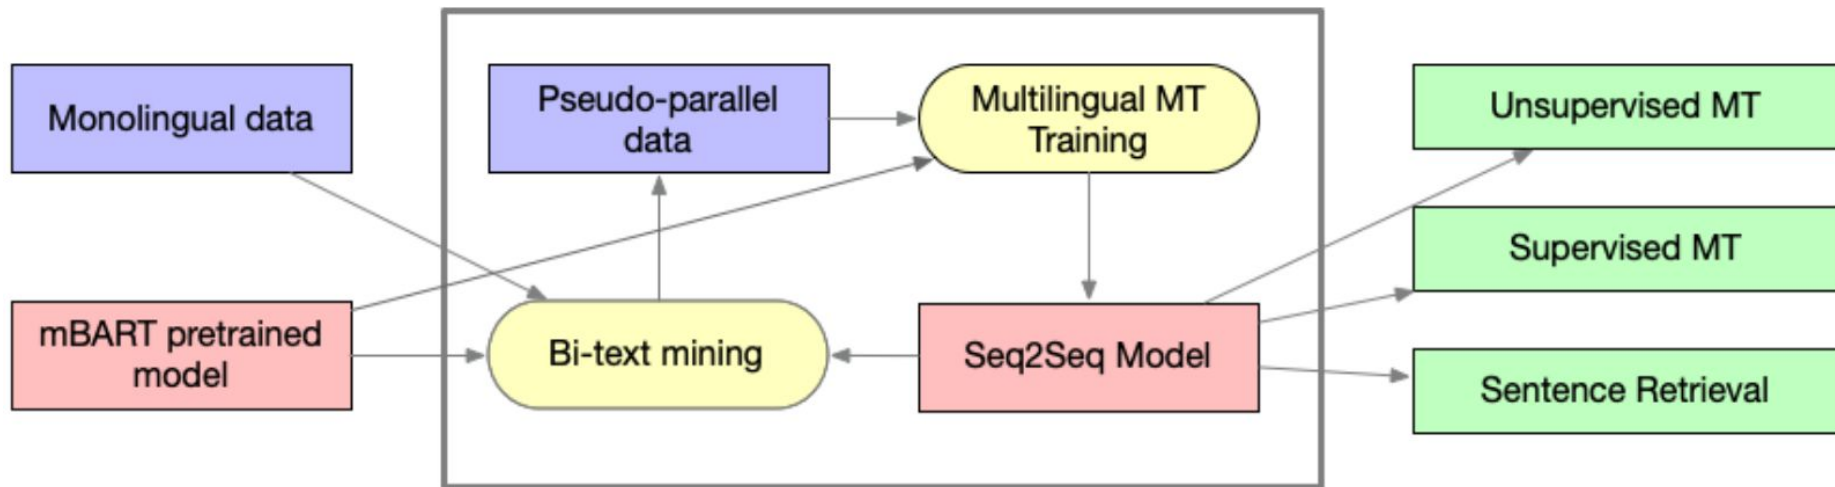 Monolingual data
mBART pretrained
model
Pseudo-parallel
data
Multilingual MT
Training
Bi-text mining
Seq2Seq Model
Unsupervised MT
Supervised MT
Sentence Retrieval